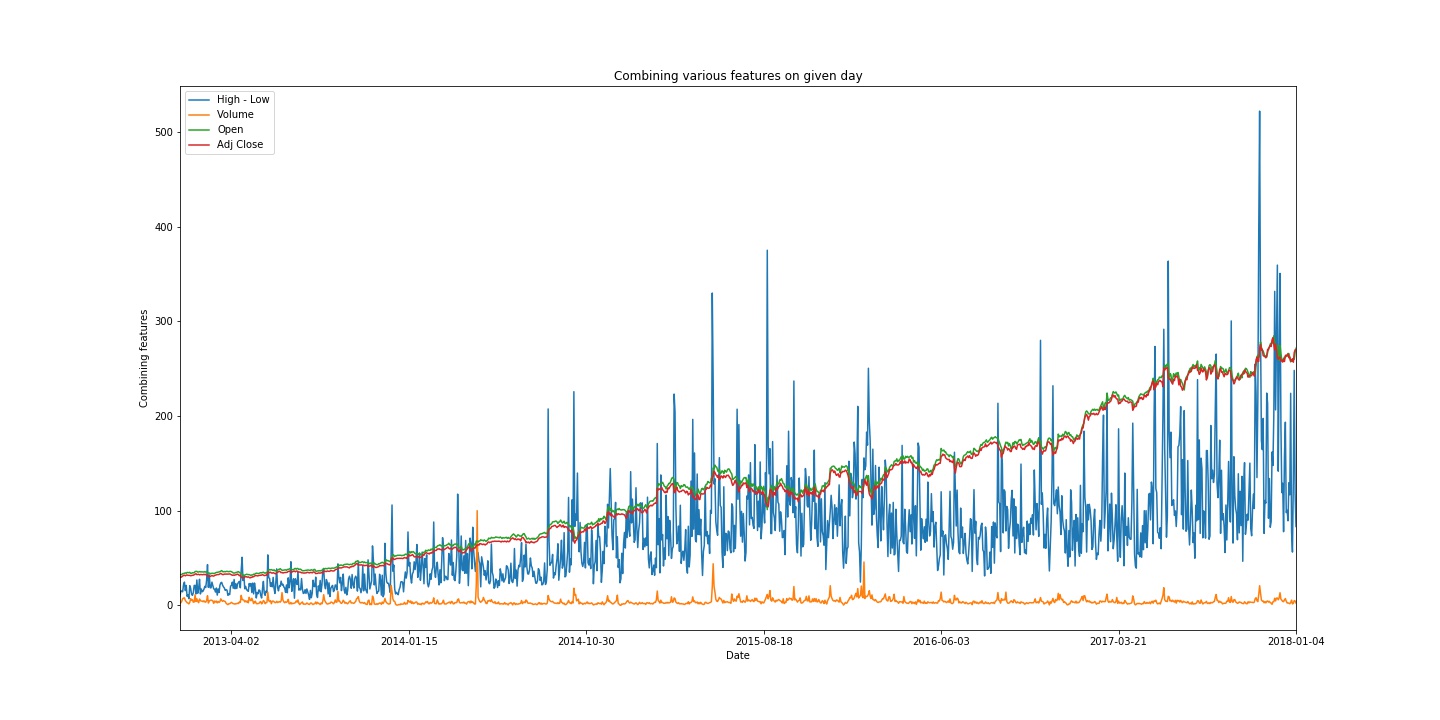 Combining various features on given day
High - Low
Volume
Open
Adj Close
500
400
300
200
100
0
Combining features
2013-04-02
2014-01-15
2014-10-30
2015-08-18
2016-06-03
2017-03-21
2018-01-04
Date